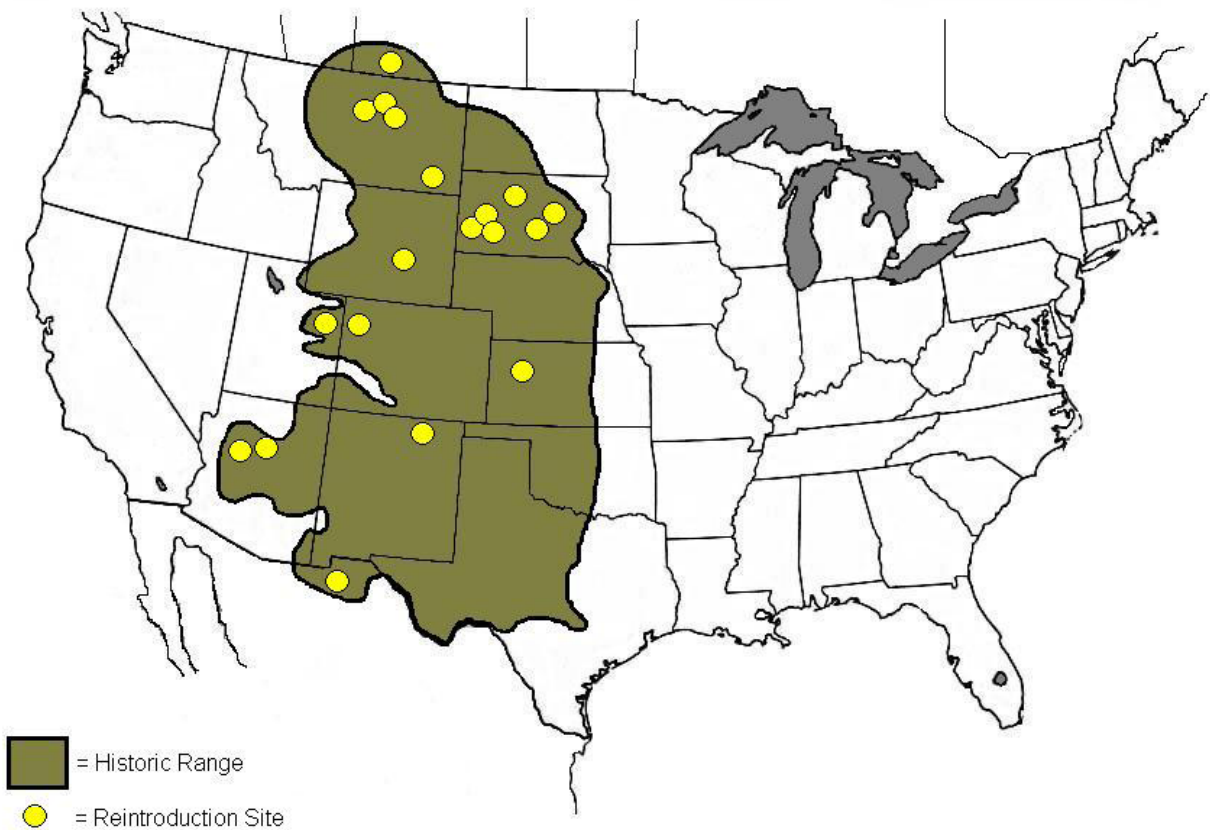 = Historic Range
= Reintroduction Site